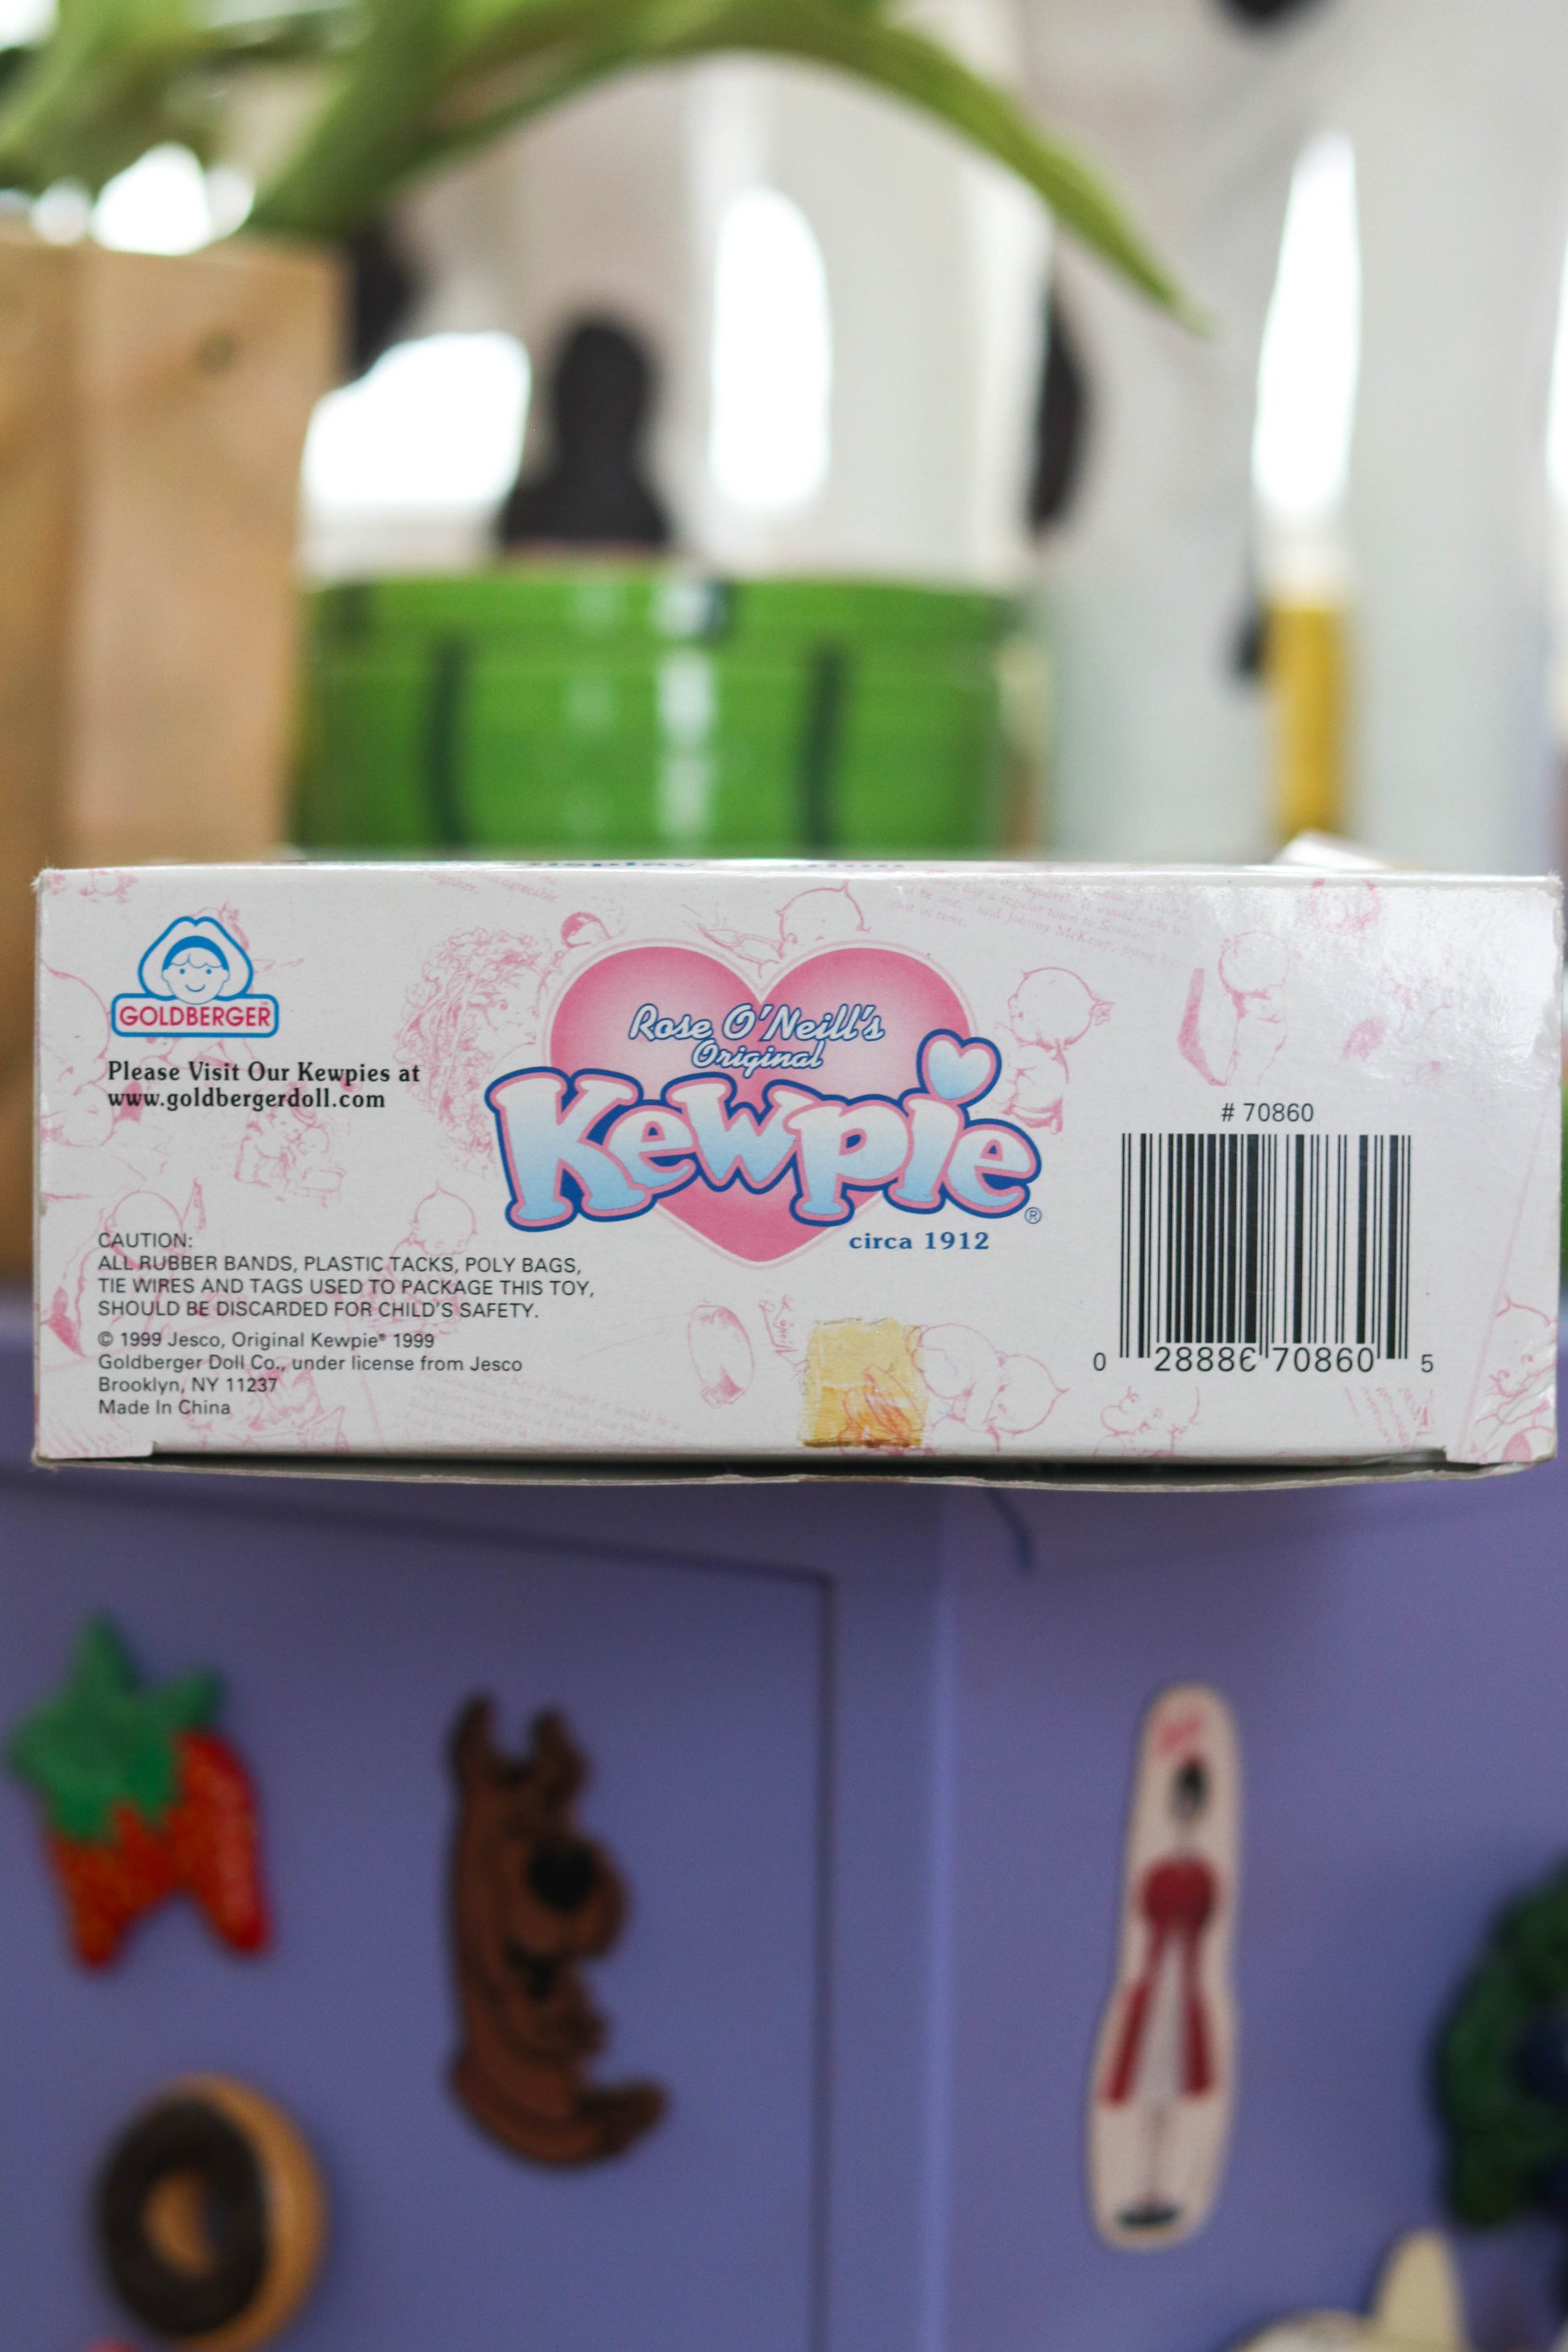 GOLDBERGER
Please Visit Our Kewpies at
www.goldbergerdoll.com
Rose O'Neill's
Original
Kewpie®
circa 1912
# 70860
0 28886 70860 5
CAUTION:
ALL RUBBER BANDS, PLASTIC TACKS, POLY BAGS,
TIE WIRES AND TAGS USED TO PACKAGE THIS TOY,
SHOULD BE DISCARDED FOR CHILD'S SAFETY.
© 1999 Jesco, Original Kewpie® 1999
Goldberger Doll Co., under license from Jesco
Brooklyn, NY 11237
Made In China